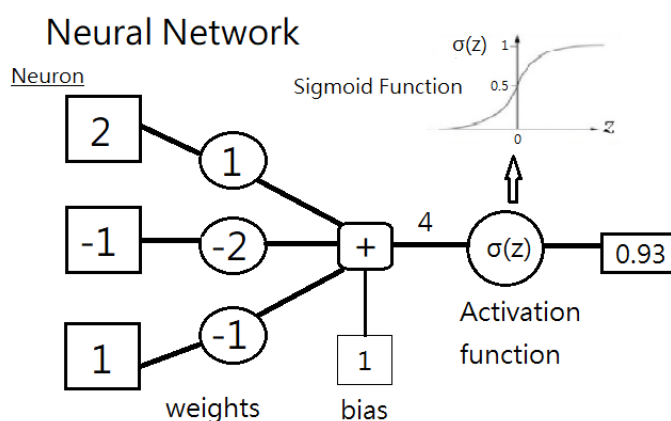 Neural Network
Neuron
Sigmoid Function
σ(z)
1
0.5
0
z
2
1
-1
-2
1
-1
+
4
σ(z)
0.93
1
Activation
function
weights
bias